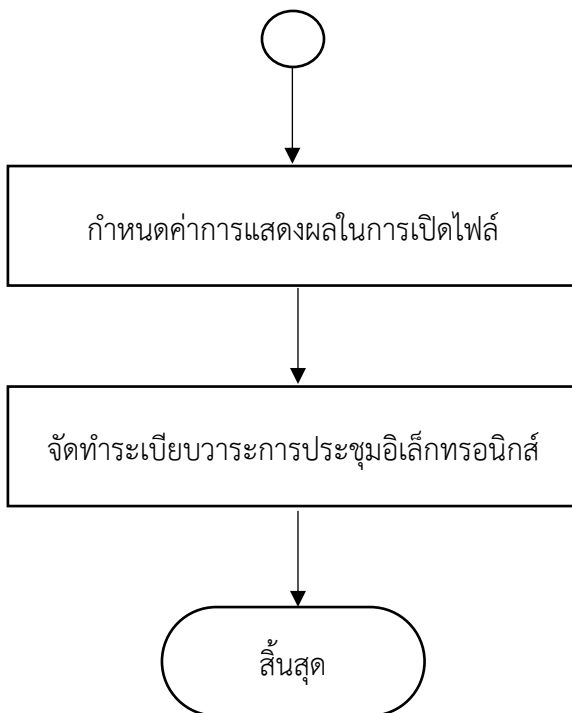 กำหนดค่าการแสดงผลในการเปิดไฟล์
จัดทำระเบียบวาระการประชุมอิเล็กทรอนิกส์
สิ้นสุด